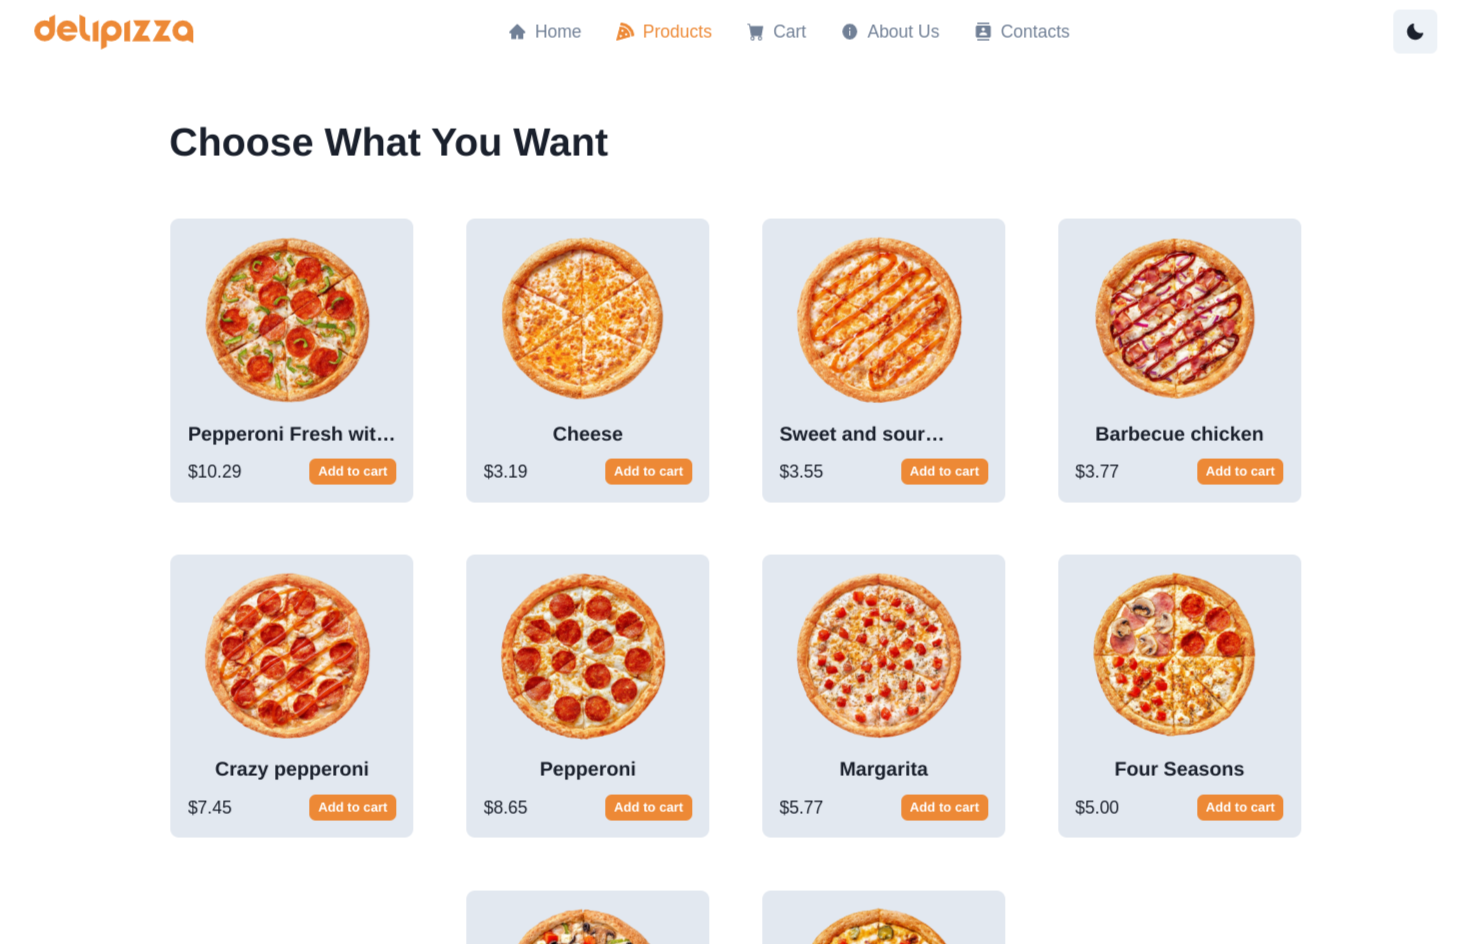 delipizza
Home
Products
Cart
About Us
Contacts
Choose What You Want
Pepperoni Fresh wit...
$10.29
Add to cart
Cheese
$3.19
Add to cart
Sweet and sour...
$3.55
Add to cart
Barbecue chicken
$3.77
Add to cart
Crazy pepperoni
$7.45
Add to cart
Pepperoni
$8.65
Add to cart
Margarita
$5.77
Add to cart
Four Seasons
$5.00
Add to cart